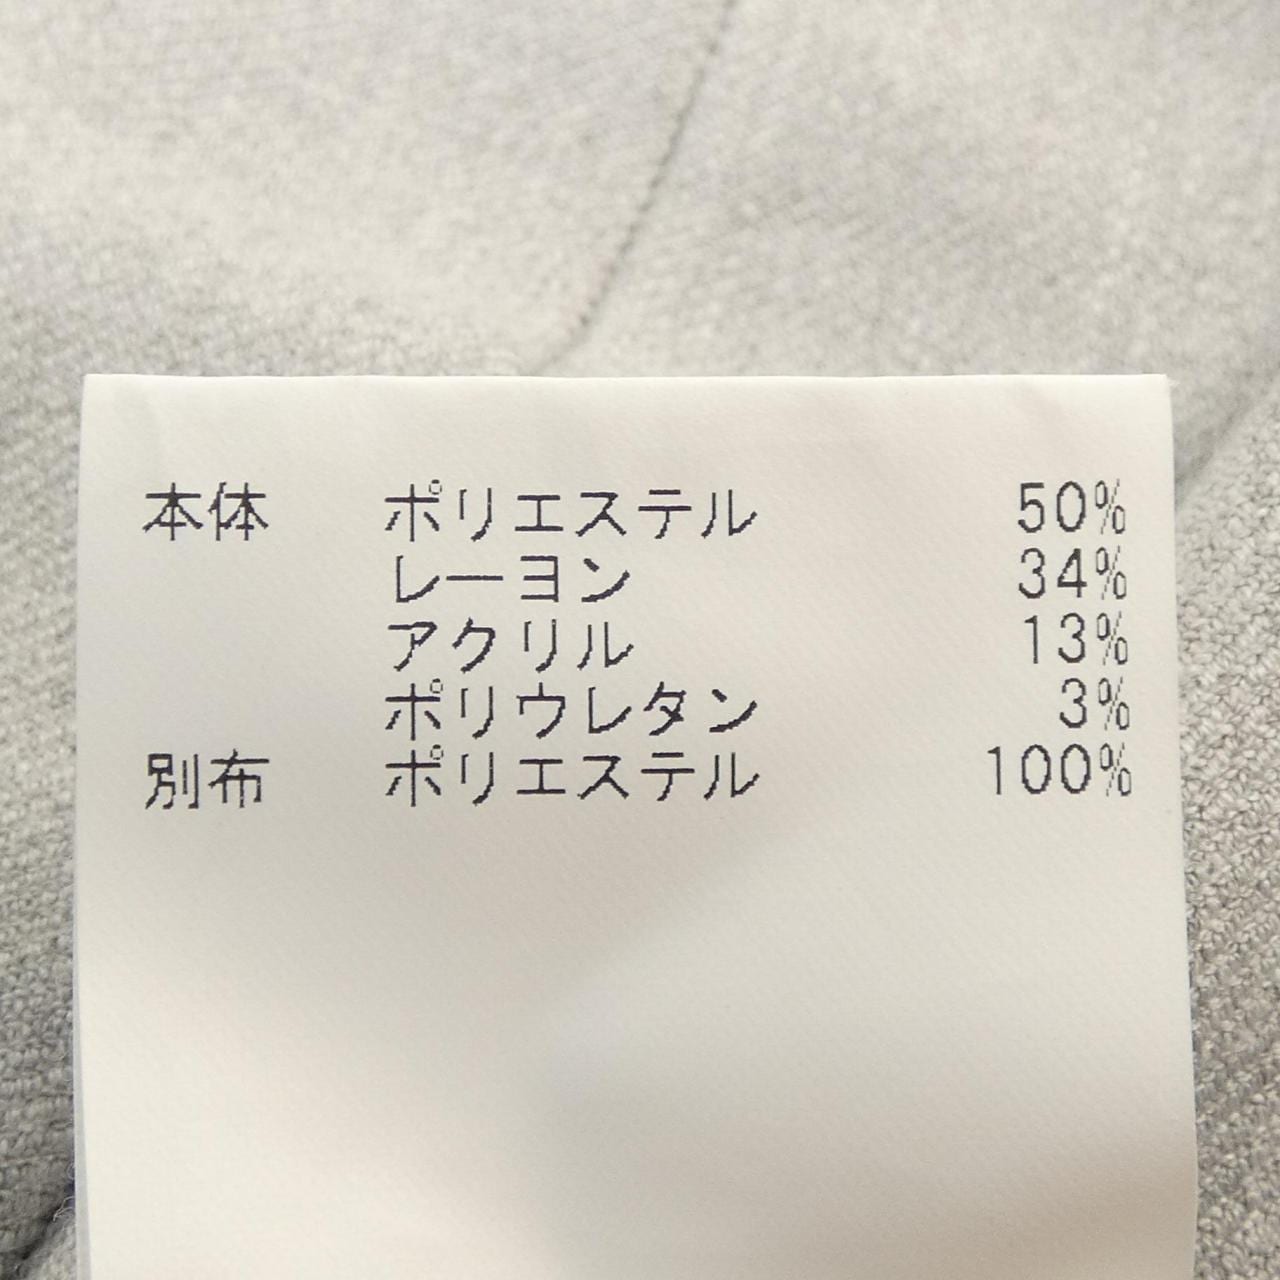 本体 ポリエステル 50%
レーヨン 34%
アクリル 13%
ポリウレタン 3%
別布 ポリエステル 100%